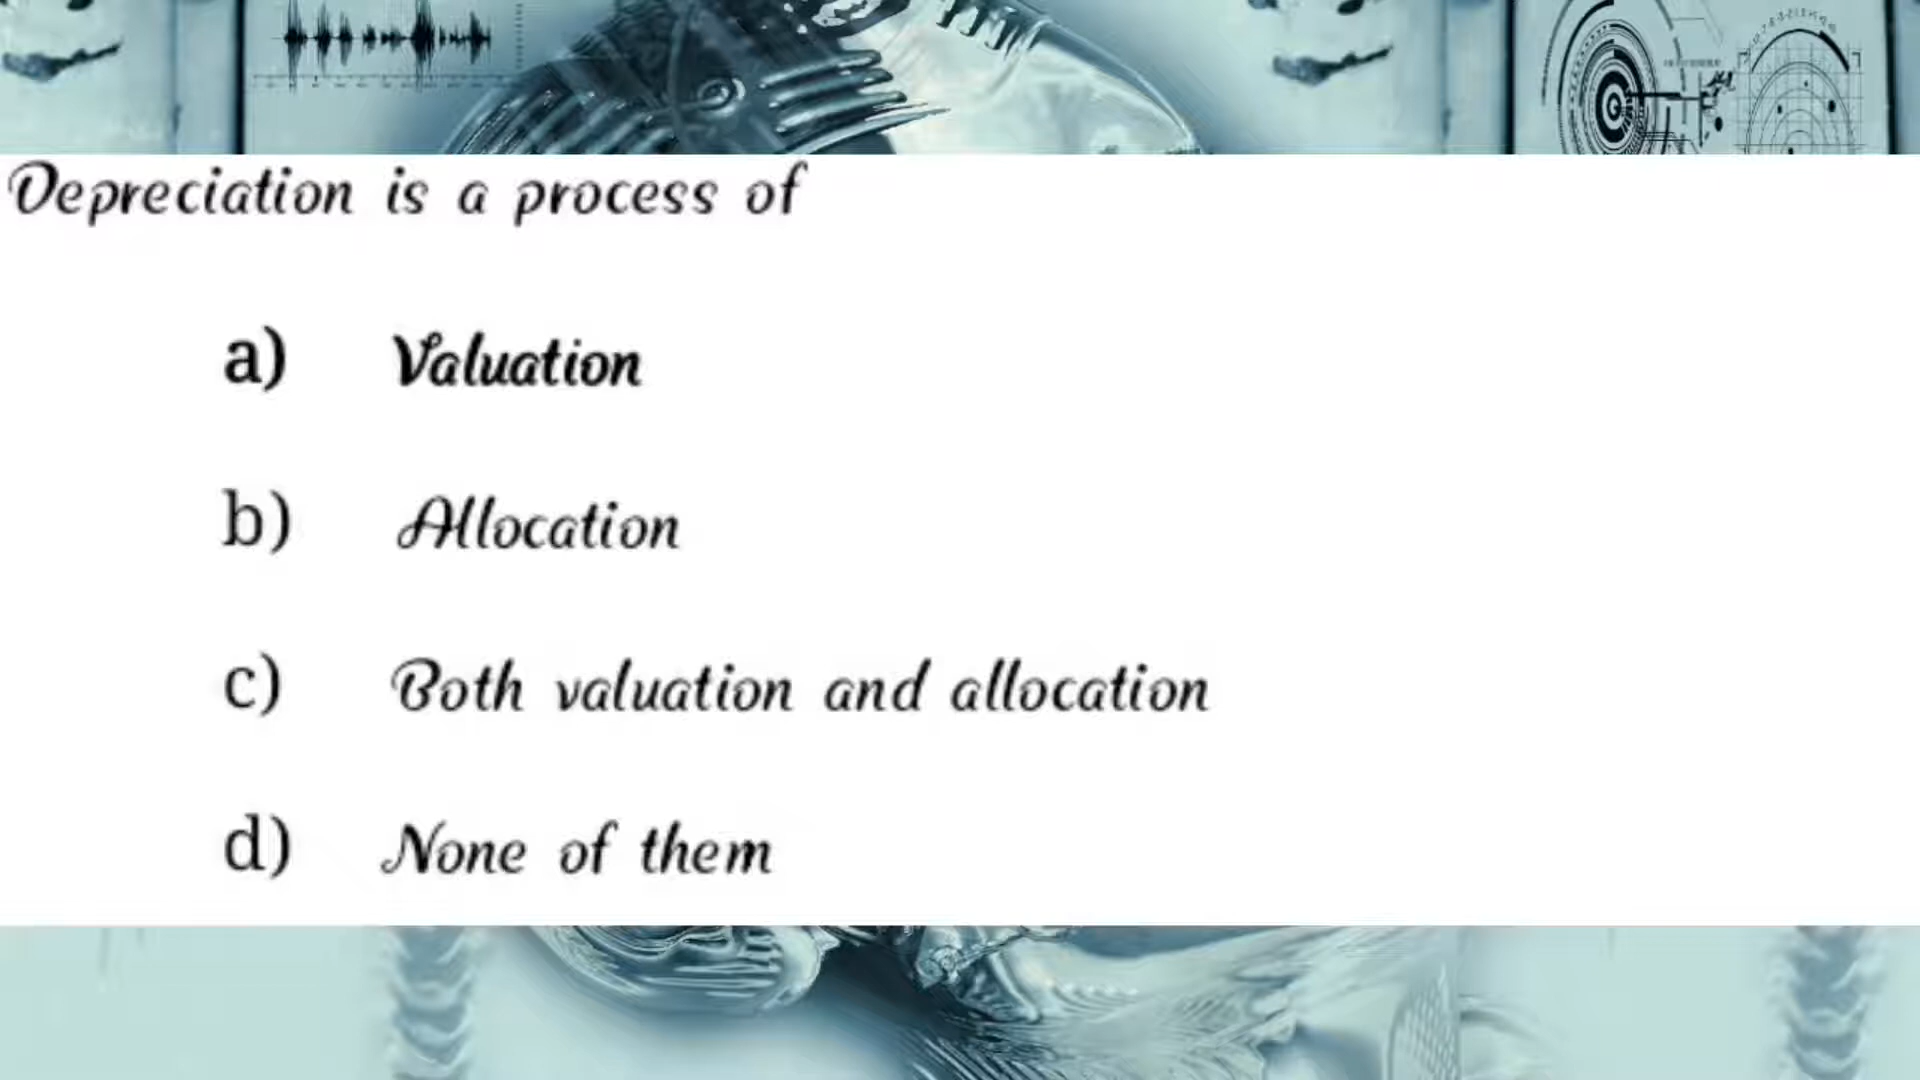 Depreciation is a process of
a) Valuation
b) Allocation
c) Both valuation and allocation
d) None of them